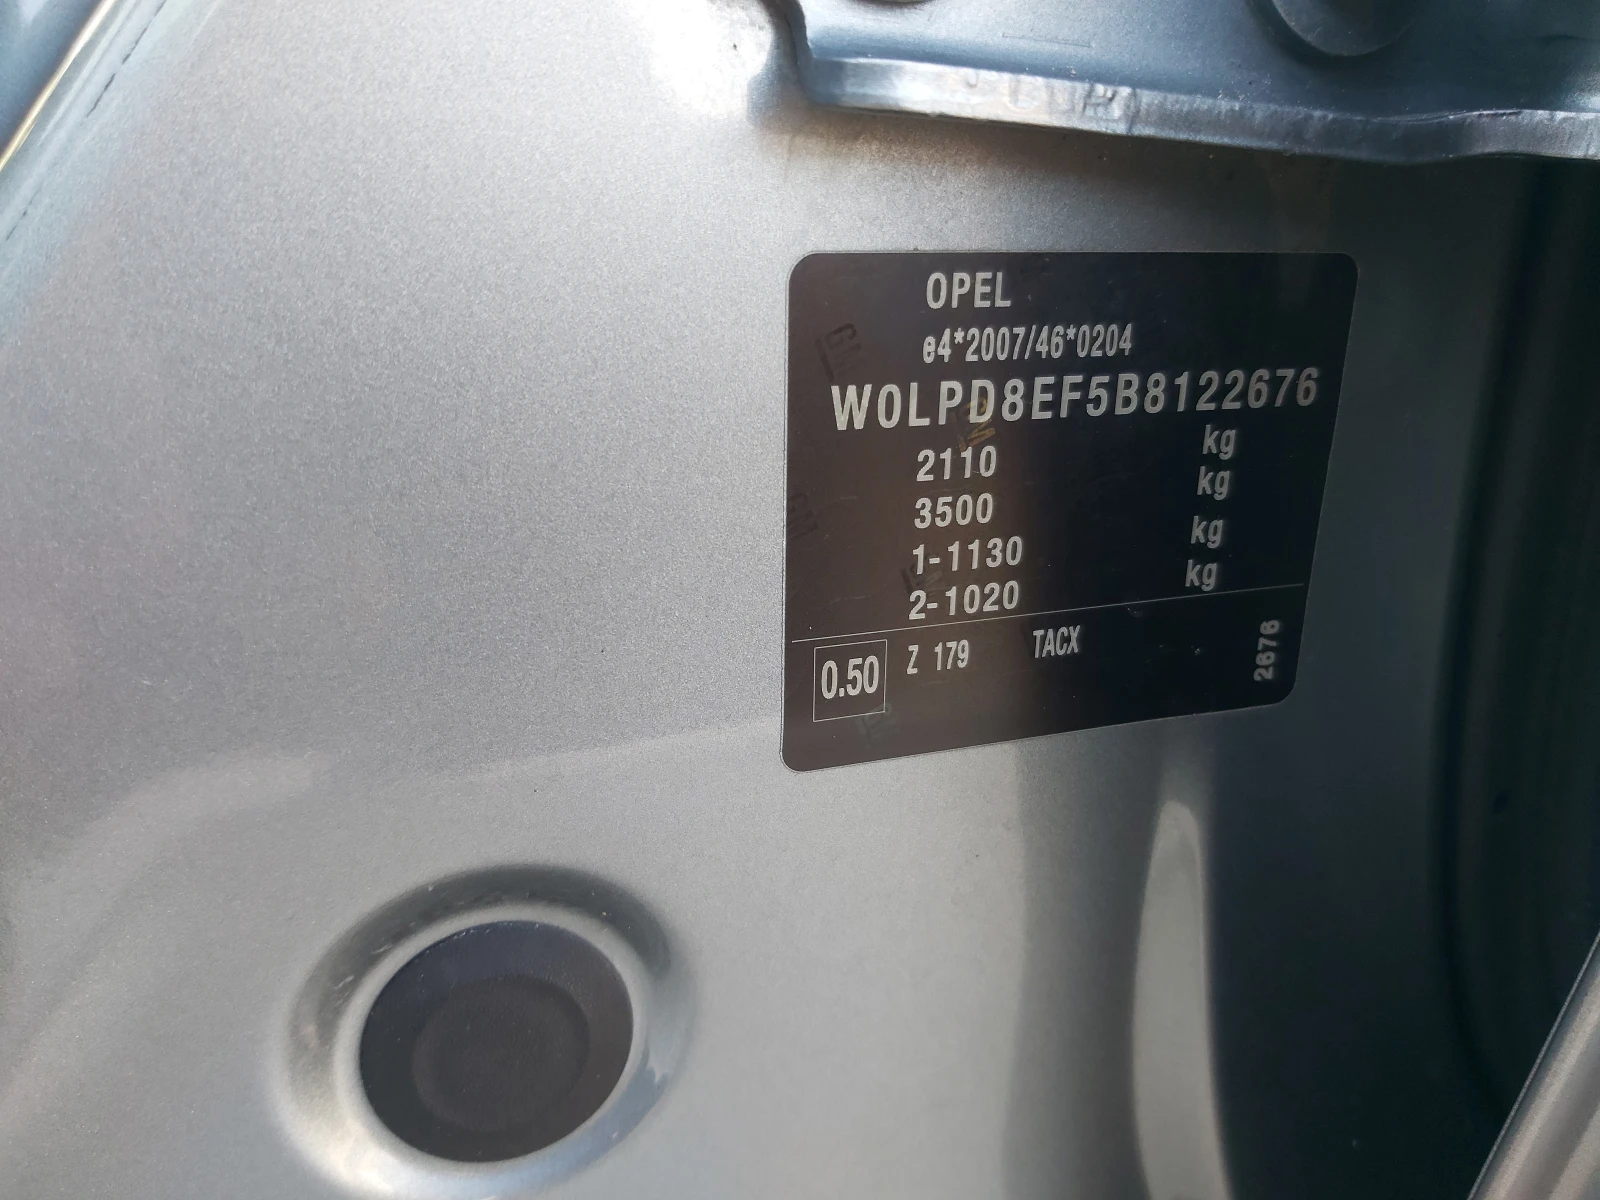 OPEL
e4*2007/46*0204
W0LPD8EF5B8122676
2110 kg
3500 kg
1-1130 kg
2-1020 kg
0.50 Z 179 TACX 2676